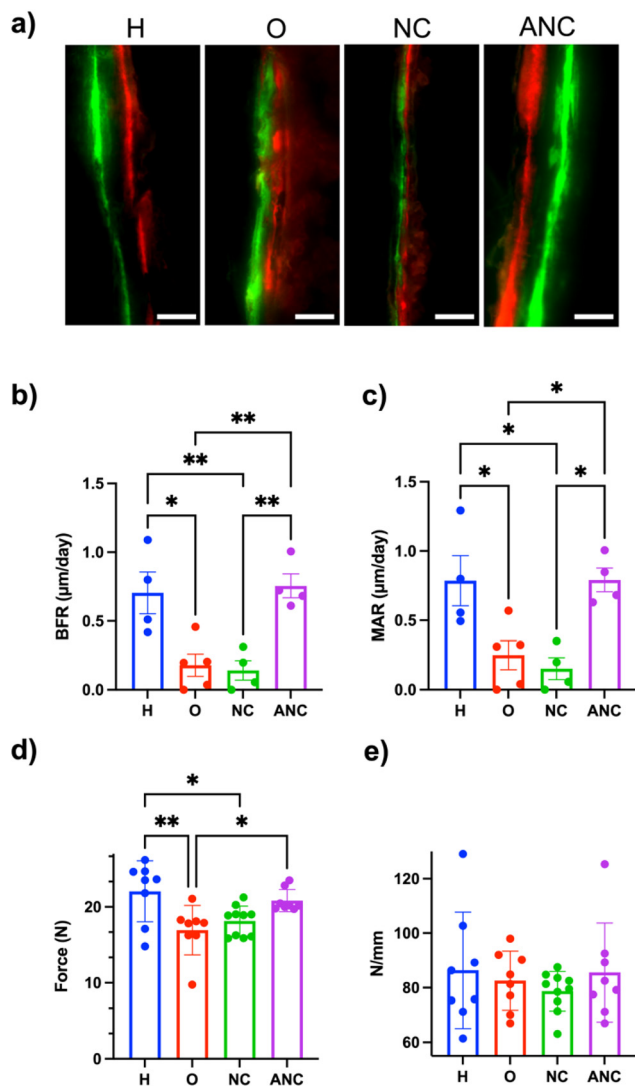 a)
H O NC ANC
b)
** 
**
* **
BFR (µm/day)
1.5
1.0
0.5
0.0
H O NC ANC
c)
*
*
* *
MAR (µm/day)
1.5
1.0
0.5
0.0
H O NC ANC
d)
*
** *
Force (N)
20
10
0
H O NC ANC
e)
N/mm
120
100
80
60
H O NC ANC